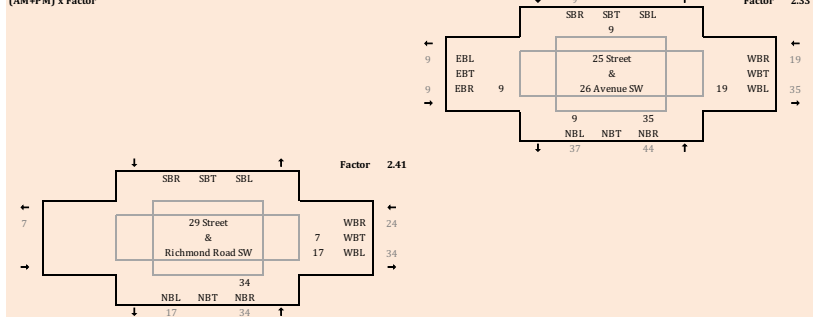 (AM+PM) x Factor
Factor 2.33
SBR SBT SBL
9
9 EBL 25 Street WBR 19
EBT & WBT
9 EBR 9 26 Avenue SW 19 WBL 35
9 35
NBL NBT NBR
37 44
Factor 2.41
SBR SBT SBL
7 29 Street WBR 24
& 7 WBT
Richmond Road SW 17 WBL 34
34
NBL NBT NBR
17 34